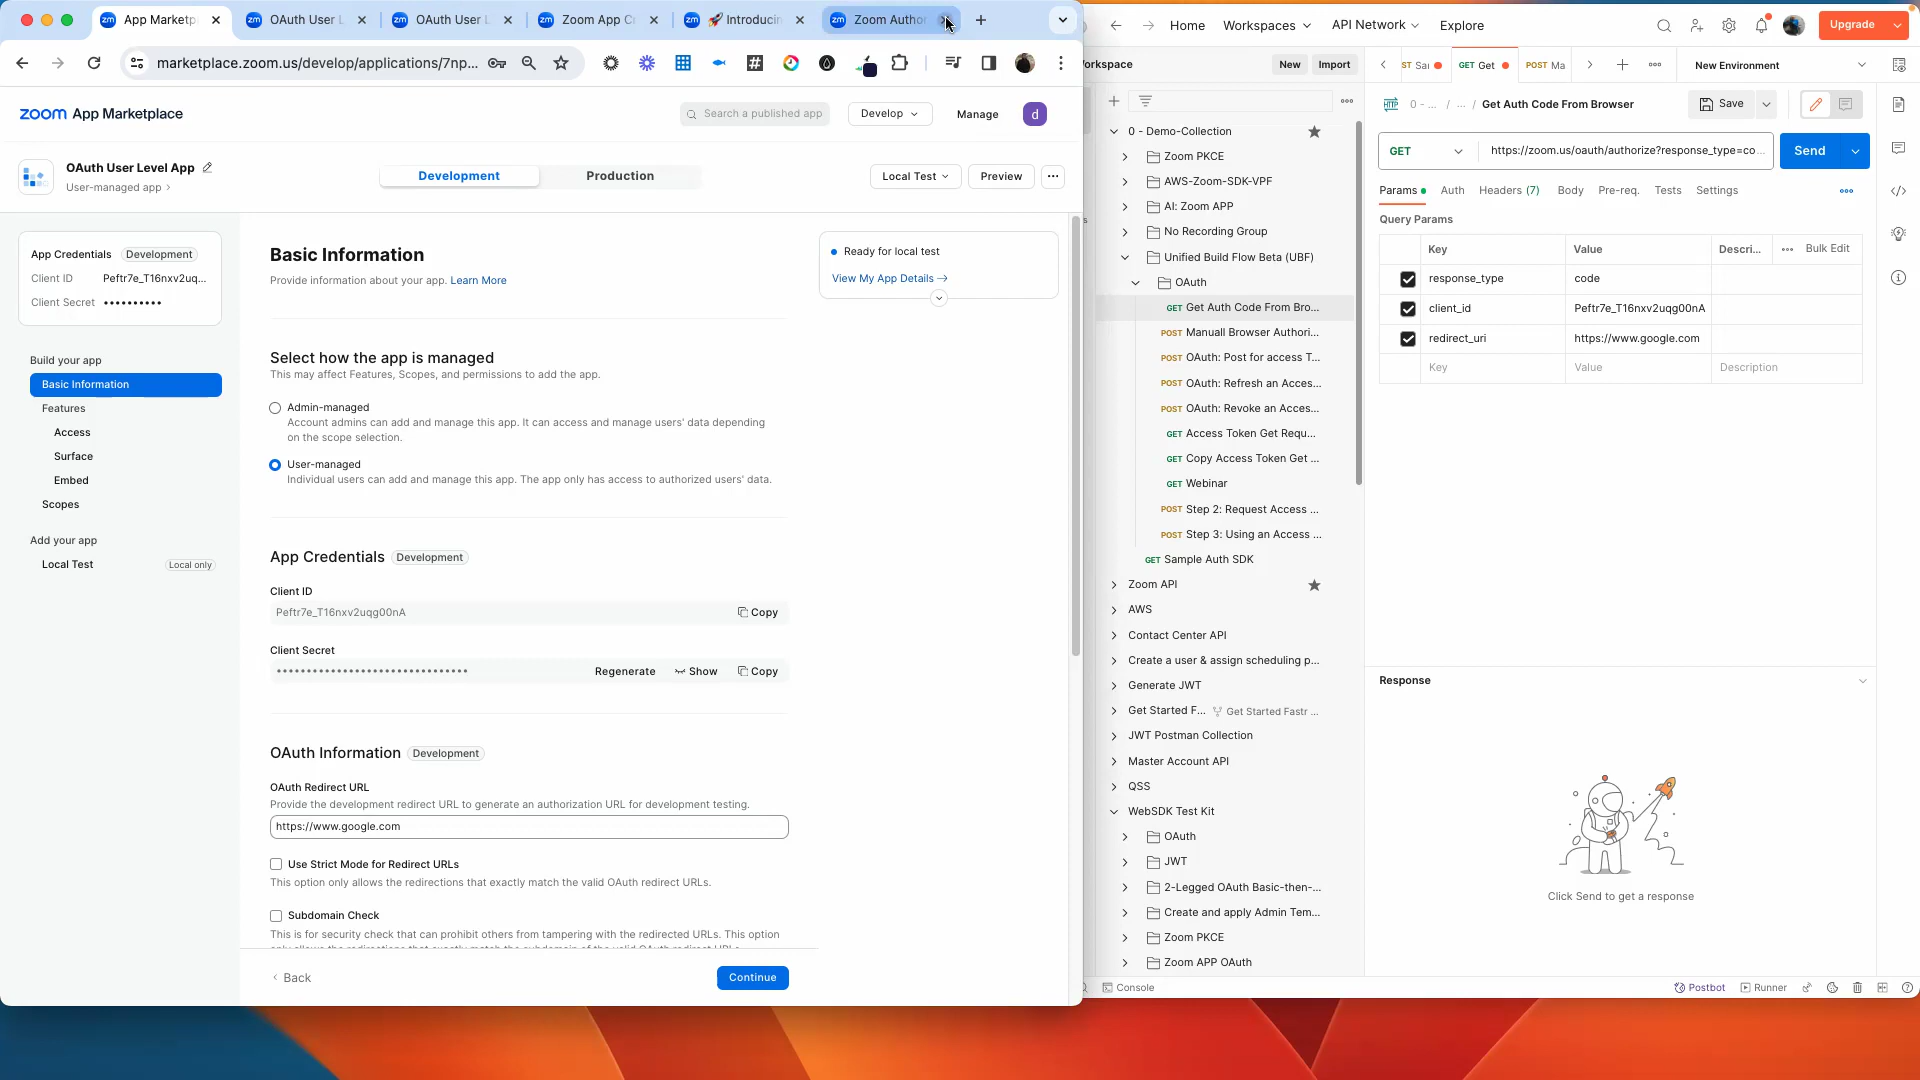 App Marketp
OAuth User L
OAuth User L
Zoom App Cr
🚀 Introducin
Zoom Author
marketplace.zoom.us/develop/applications/7np...
zoom App Marketplace
Search a published app
Develop
Manage
d
OAuth User Level App
User-managed app >
Development
Production
Local Test
Preview
App Credentials Development
Client ID Peftr7e_T16nxv2uq...
Client Secret ••••••••••
Build your app
Basic Information
Features
Access
Surface
Embed
Scopes
Add your app
Local Test Local only
Basic Information
Provide information about your app. Learn More
Select how the app is managed
This may affect Features, Scopes, and permissions to add the app.
Admin-managed
Account admins can add and manage this app. It can access and manage users' data depending
on the scope selection.
User-managed
Individual users can add and manage this app. The app only has access to authorized users' data.
App Credentials Development
Client ID
Peftr7e_T16nxv2uqg00nA
Copy
Client Secret
••••••••••••••••••••••••••••••••
Regenerate Show Copy
OAuth Information Development
OAuth Redirect URL
Provide the development redirect URL to generate an authorization URL for development testing.
https://www.google.com
Use Strict Mode for Redirect URLs
This option only allows the redirections that exactly match the valid OAuth redirect URLs.
Subdomain Check
This is for security check that can prohibit others from tampering with the redirected URLs. This option
only allows the redirections that exactly match the subdomain of the valid OAuth redirect URLs.
< Back
Continue
Ready for local test
View My App Details →
Home Workspaces API Network Explore
Upgrade
orkspace
New Import
0 - Demo-Collection
Zoom PKCE
AWS-Zoom-SDK-VPF
AI: Zoom APP
No Recording Group
Unified Build Flow Beta (UBF)
OAuth
GET Get Auth Code From Bro...
POST Manuall Browser Authori...
POST OAuth: Post for access T...
POST OAuth: Refresh an Acces...
POST OAuth: Revoke an Acces...
GET Access Token Get Requ...
GET Copy Access Token Get ...
GET Webinar
POST Step 2: Request Access ...
POST Step 3: Using an Access ...
GET Sample Auth SDK
Zoom API
AWS
Contact Center API
Create a user & assign scheduling p...
Generate JWT
Get Started F... Get Started Fastr ...
JWT Postman Collection
Master Account API
QSS
WebSDK Test Kit
OAuth
JWT
2-Legged OAuth Basic-then-...
Create and apply Admin Tem...
Zoom PKCE
Zoom APP OAuth
ST Sar
GET Get
POST Ma
New Environment
0 - ... / ... / Get Auth Code From Browser
Save
GET
https://zoom.us/oauth/authorize?response_type=co...
Send
Params Auth Headers (7) Body Pre-req. Tests Settings
Query Params
Key Value Descri... Bulk Edit
response_type code
client_id Peftr7e_T16nxv2uqg00nA
redirect_uri https://www.google.com
Key Value Description
Response
Click Send to get a response
Console
Postbot Runner